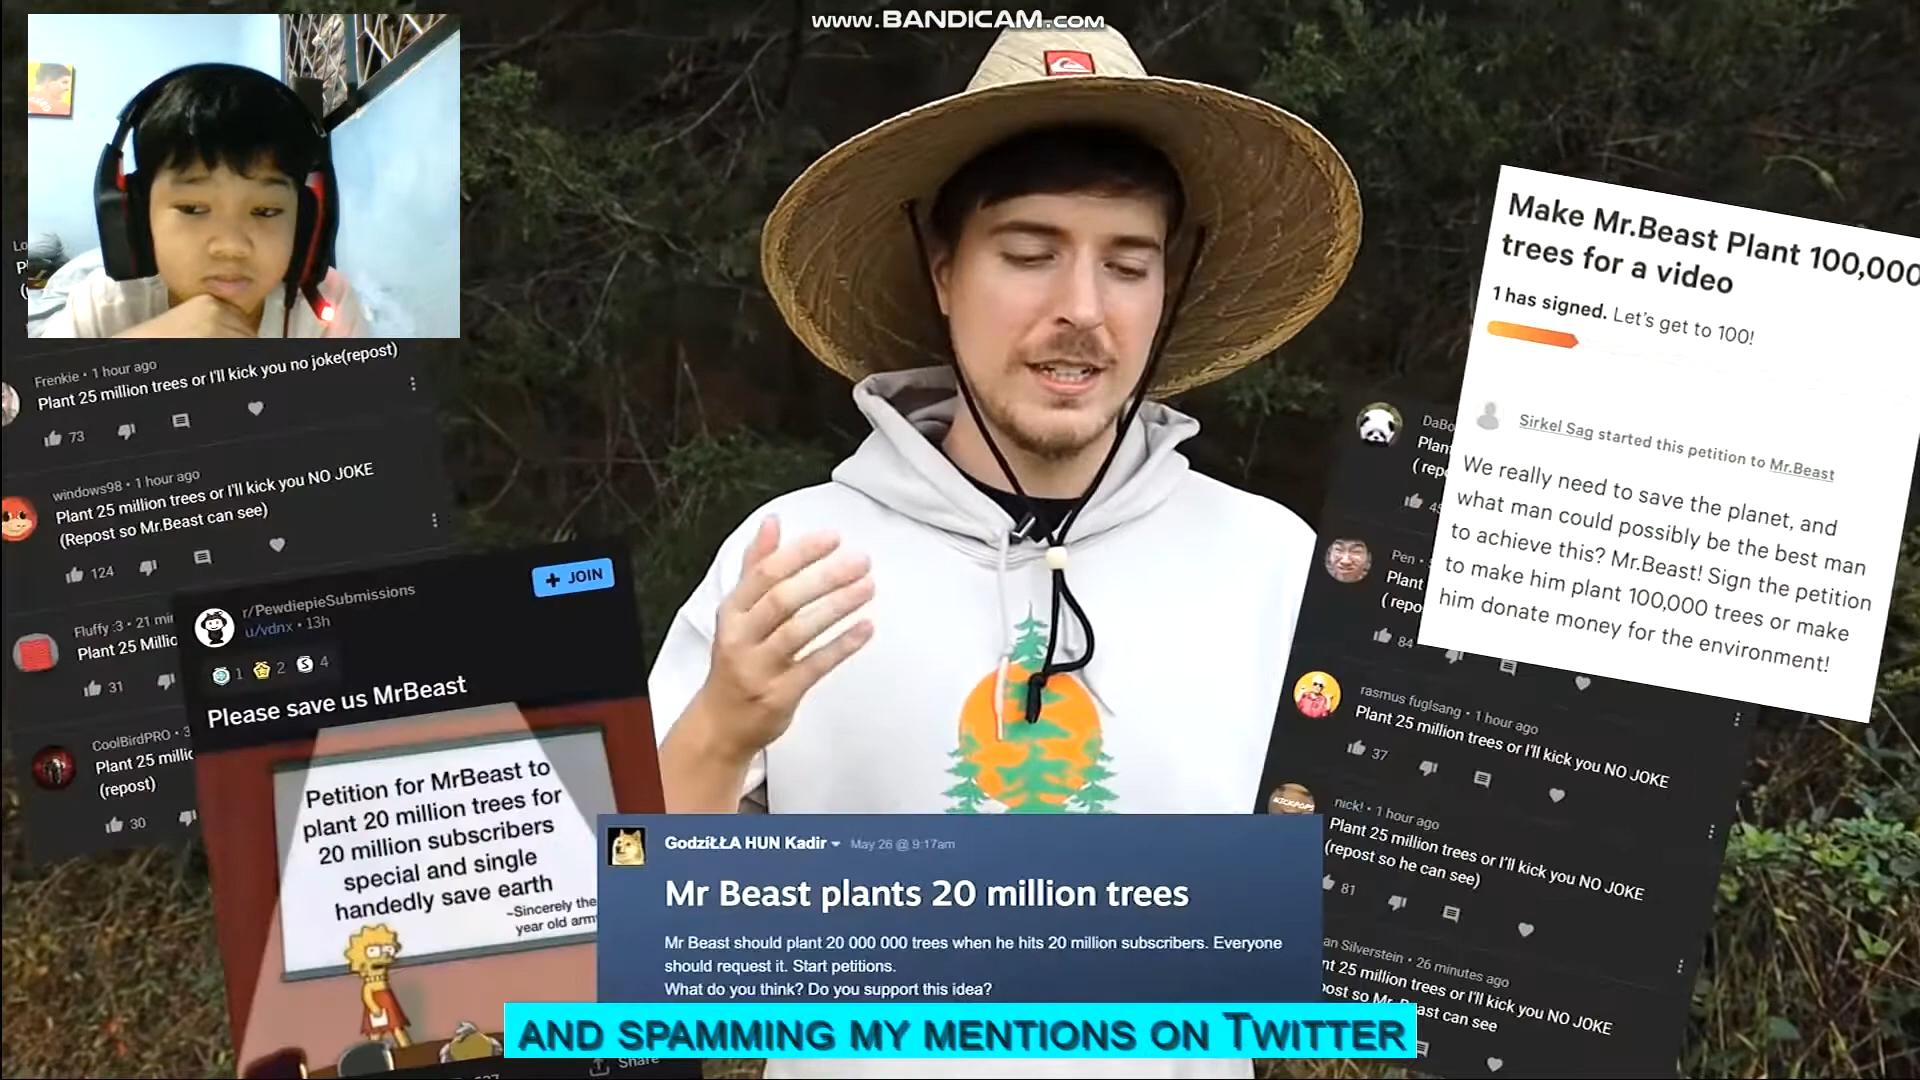 www.BANDICAM.com
Lo
Pl
(
Frenkie • 1 hour ago
Plant 25 million trees or I'll kick you no joke(repost)
73
windows98 • 1 hour ago
Plant 25 million trees or I'll kick you NO JOKE
(Repost so Mr.Beast can see)
124
Fluffy :3 • 21 min
Plant 25 Millio
31
CoolBirdPRO • 3
Plant 25 millic
(repost)
30
r/PewdiepieSubmissions
u/vdnx • 13h
+ JOIN
1 2 4
Please save us MrBeast
Petition for MrBeast to
plant 20 million trees for
20 million subscribers
special and single
handedly save earth
~Sincerely the
year old arm
Share
GodziŁŁA HUN Kadir May 26 @ 9:17am
Mr Beast plants 20 million trees
Mr Beast should plant 20 000 000 trees when he hits 20 million subscribers. Everyone
should request it. Start petitions.
What do you think? Do you support this idea?
AND SPAMMING MY MENTIONS ON TWITTER
Make Mr.Beast Plant 100,000
trees for a video
1 has signed. Let's get to 100!
Sirkel Sag started this petition to Mr.Beast
We really need to save the planet, and
what man could possibly be the best man
to achieve this? Mr.Beast! Sign the petition
to make him plant 100,000 trees or make
him donate money for the environment!
DaBo
Plan
(repo
Pen •
Plant
(repo
84
rasmus fuglsang • 1 hour ago
Plant 25 million trees or I'll kick you NO JOKE
37
nick! • 1 hour ago
Plant 25 million trees or I'll kick you NO JOKE
(repost so he can see)
81
an Silverstein • 26 minutes ago
nt 25 million trees or I'll kick you NO JOKE
post so Mr. Beast can see